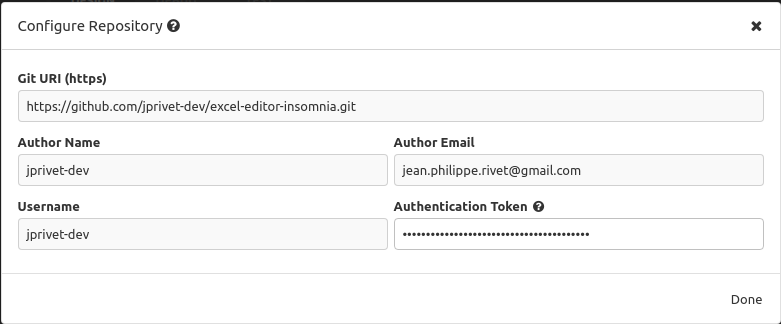 Configure Repository
Git URI (https)
https://github.com/jprivet-dev/excel-editor-insomnia.git
Author Name Author Email
jprivet-dev jean.philippe.rivet@gmail.com
Username Authentication Token
jprivet-dev ••••••••••••••••••••••••••••••••••••••••
Done